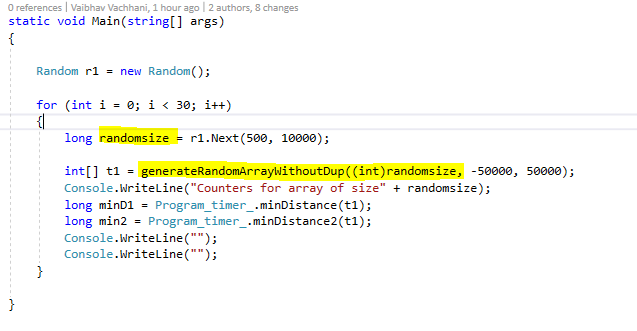 0 references | Vaibhav Vachhani, 1 hour ago | 2 authors, 8 changes
static void Main(string[] args)
{
Random r1 = new Random();
for (int i = 0; i < 30; i++)
{
long randomsize = r1.Next(500, 10000);
int[] t1 = generateRandomArrayWithoutDup((int)randomsize, -50000, 50000);
Console.WriteLine("Counters for array of size" + randomsize);
long minD1 = Program_timer_.minDistance(t1);
long min2 = Program_timer_.minDistance2(t1);
Console.WriteLine("");
Console.WriteLine("");
}
}